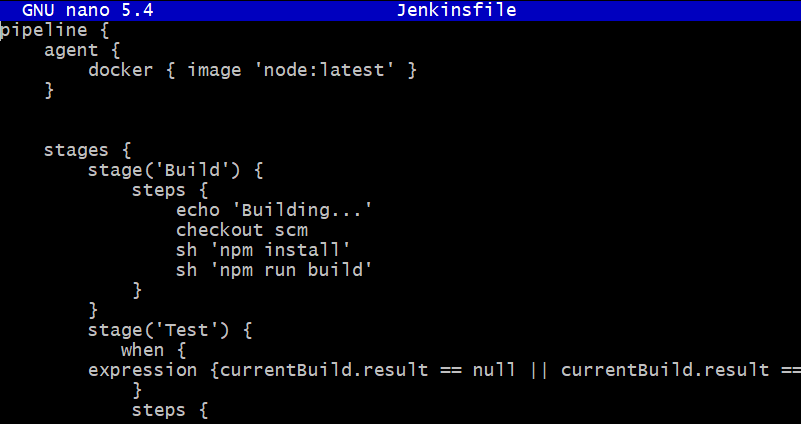 GNU nano 5.4 Jenkinsfile
pipeline {
    agent {
        docker { image 'node:latest' }
    }
    stages {
        stage('Build') {
            steps {
                echo 'Building...'
                checkout scm
                sh 'npm install'
                sh 'npm run build'
            }
        }
        stage('Test') {
           when {
        expression {currentBuild.result == null || currentBuild.result ==
            }
            steps {